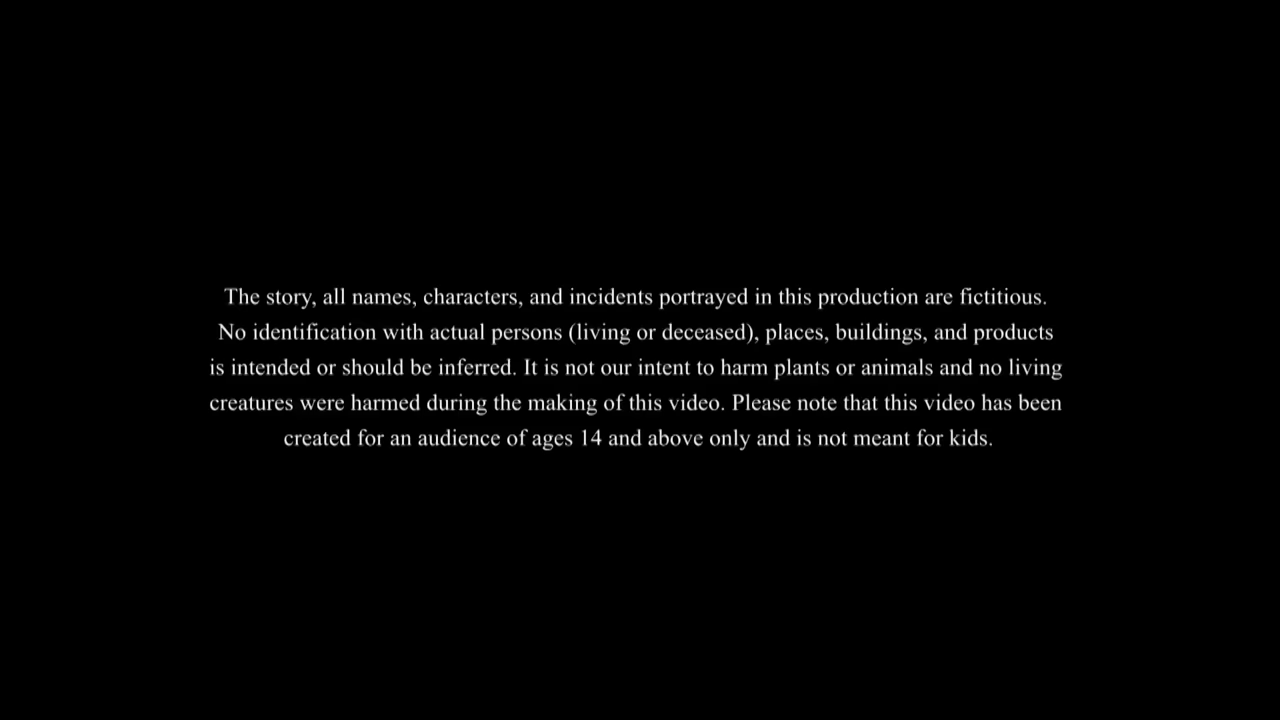 The story, all names, characters, and incidents portrayed in this production are fictitious.
No identification with actual persons (living or deceased), places, buildings, and products
is intended or should be inferred. It is not our intent to harm plants or animals and no living
creatures were harmed during the making of this video. Please note that this video has been
created for an audience of ages 14 and above only and is not meant for kids.